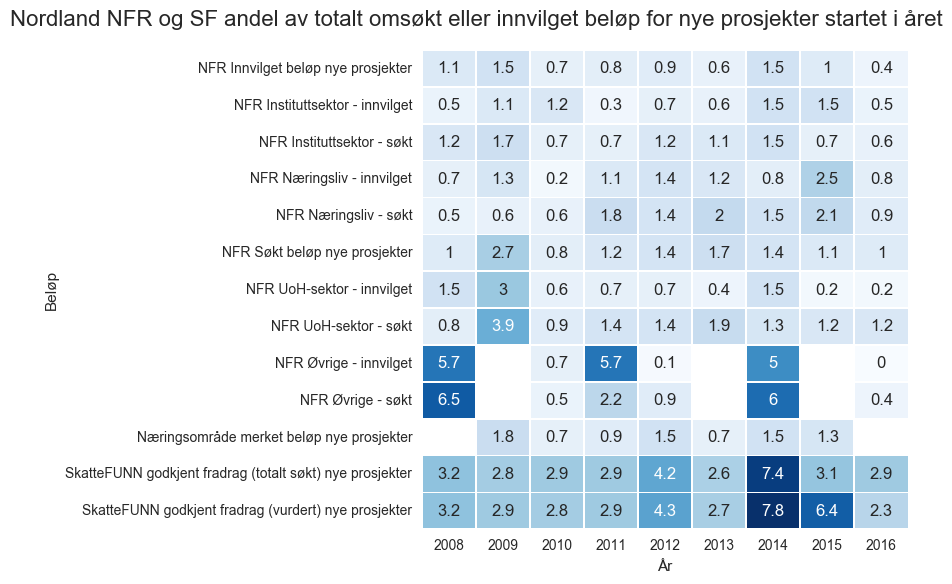 Nordland NFR og SF andel av totalt omsøkt eller innvilget beløp for nye prosjekter startet i året
NFR Innvilget beløp nye prosjekter 1.1 1.5 0.7 0.8 0.9 0.6 1.5 1 0.4
NFR Instituttsektor - innvilget 0.5 1.1 1.2 0.3 0.7 0.6 1.5 1.5 0.5
NFR Instituttsektor - søkt 1.2 1.7 0.7 0.7 1.2 1.1 1.5 0.7 0.6
NFR Næringsliv - innvilget 0.7 1.3 0.2 1.1 1.4 1.2 0.8 2.5 0.8
NFR Næringsliv - søkt 0.5 0.6 0.6 1.8 1.4 2 1.5 2.1 0.9
NFR Søkt beløp nye prosjekter 1 2.7 0.8 1.2 1.4 1.7 1.4 1.1 1
Beløp
NFR UoH-sektor - innvilget 1.5 3 0.6 0.7 0.7 0.4 1.5 0.2 0.2
NFR UoH-sektor - søkt 0.8 3.9 0.9 1.4 1.4 1.9 1.3 1.2 1.2
NFR Øvrige - innvilget 5.7 0.7 5.7 0.1 5 0
NFR Øvrige - søkt 6.5 0.5 2.2 0.9 6 0.4
Næringsområde merket beløp nye prosjekter 1.8 0.7 0.9 1.5 0.7 1.5 1.3
SkatteFUNN godkjent fradrag (totalt søkt) nye prosjekter 3.2 2.8 2.9 2.9 4.2 2.6 7.4 3.1 2.9
SkatteFUNN godkjent fradrag (vurdert) nye prosjekter 3.2 2.9 2.8 2.9 4.3 2.7 7.8 6.4 2.3
2008 2009 2010 2011 2012 2013 2014 2015 2016
År